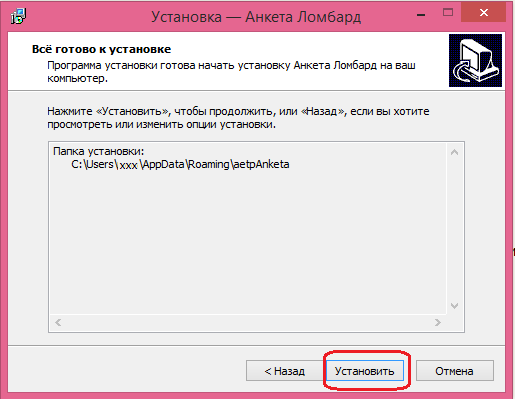 Установка — Анкета Ломбард
Всё готово к установке
Программа установки готова начать установку Анкета Ломбард на ваш
компьютер.
Нажмите «Установить», чтобы продолжить, или «Назад», если вы хотите
просмотреть или изменить опции установки.
Папка установки:
C:\Users\xxx\AppData\Roaming\aetpAnketa
< Назад
Установить
Отмена